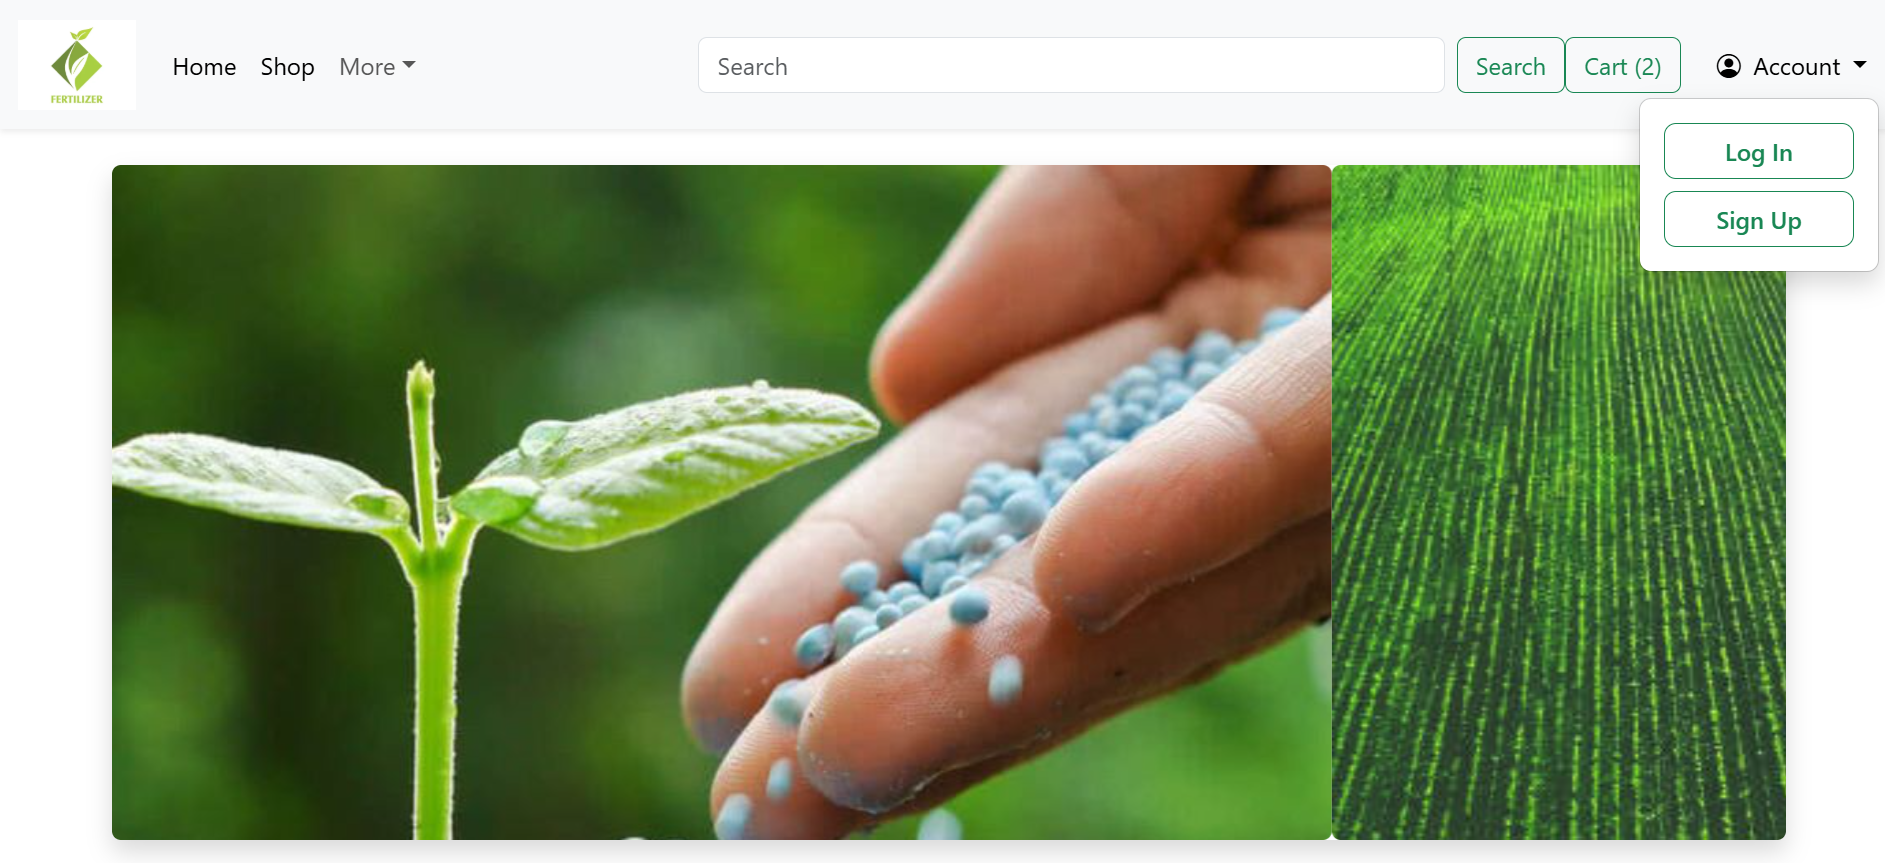 FERTILIZER
Home Shop More
Search
Search Cart (2)
Account
Log In
Sign Up